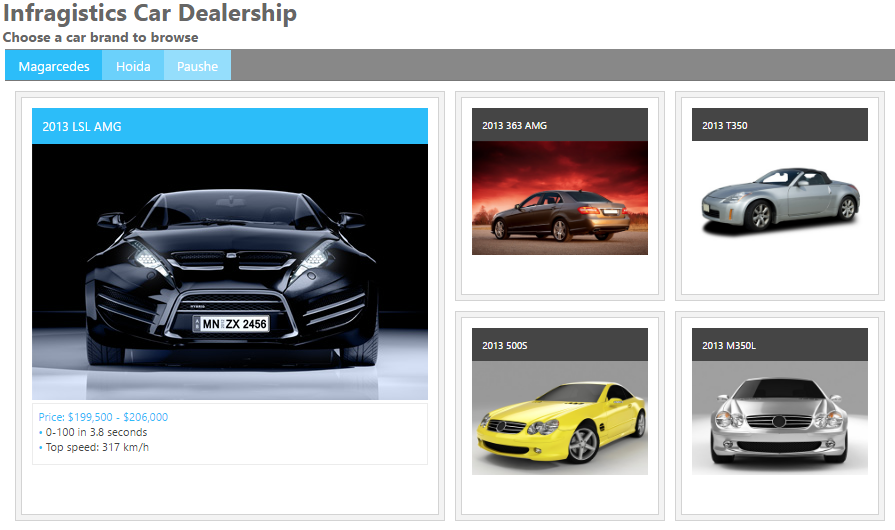 Infragistics Car Dealership
Choose a car brand to browse
Magarcedes
Hoida
Paushe
2013 LSL AMG
HYBRID
MN ZX 2456
Price: $199,500 - $206,000
• 0-100 in 3.8 seconds
• Top speed: 317 km/h
2013 363 AMG
2013 T350
2013 500S
2013 M350L